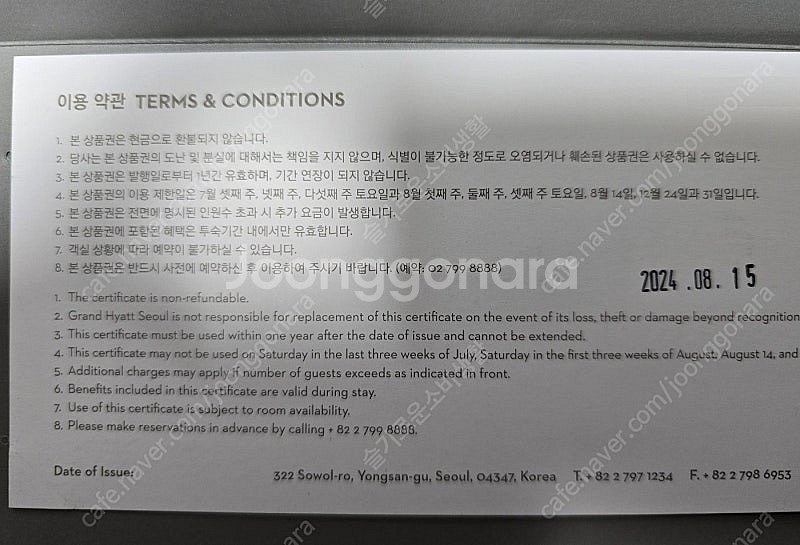 이용 약관 TERMS & CONDITIONS
1. 본 상품권은 현금으로 환불되지 않습니다.
2. 당사는 본 상품권의 도난 및 분실에 대해서는 책임을 지지 않으며, 식별이 불가능한 정도로 오염되거나 훼손된 상품권은 사용하실 수 없습니다.
3. 본 상품권은 발행일로부터 1년간 유효하며, 기간 연장이 되지 않습니다.
4. 본 상품권의 이용 제한일은 7월 셋째 주, 넷째 주, 다섯째 주 토요일과 8월 첫째 주, 둘째 주, 셋째 주 토요일, 8월 14일, 12월 24일과 31일입니다.
5. 본 상품권은 전면에 명시된 인원수 초과 시 추가 요금이 발생합니다.
6. 본 상품권에 포함된 혜택은 투숙기간 내에서만 유효합니다.
7. 객실 상황에 따라 예약이 불가하실 수 있습니다.
8. 본 상품권은 반드시 사전에 예약하신 후 이용하여 주시기 바랍니다. (예약: 02 799 8888)
Joonggonara
2024.08.15
1. The certificate is non-refundable.
2. Grand Hyatt Seoul is not responsible for replacement of this certificate on the event of its loss, theft or damage beyond recognition
3. This certificate must be used within one year after the date of issue and cannot be extended.
4. This certificate may not be used on Saturday in the last three weeks of July, Saturday in the first three weeks of August, August 14, and
5. Additional charges may apply if number of guests exceeds as indicated in front.
6. Benefits included in this certificate are valid during stay.
7. Use of this certificate is subject to room availability.
8. Please make reservations in advance by calling + 82 2 799 8888.
Date of Issue:
322 Sowol-ro, Yongsan-gu, Seoul, 04347, Korea T. + 82 2 797 1234 F. + 82 2 798 6953
cafe.naver.com/joonggonara